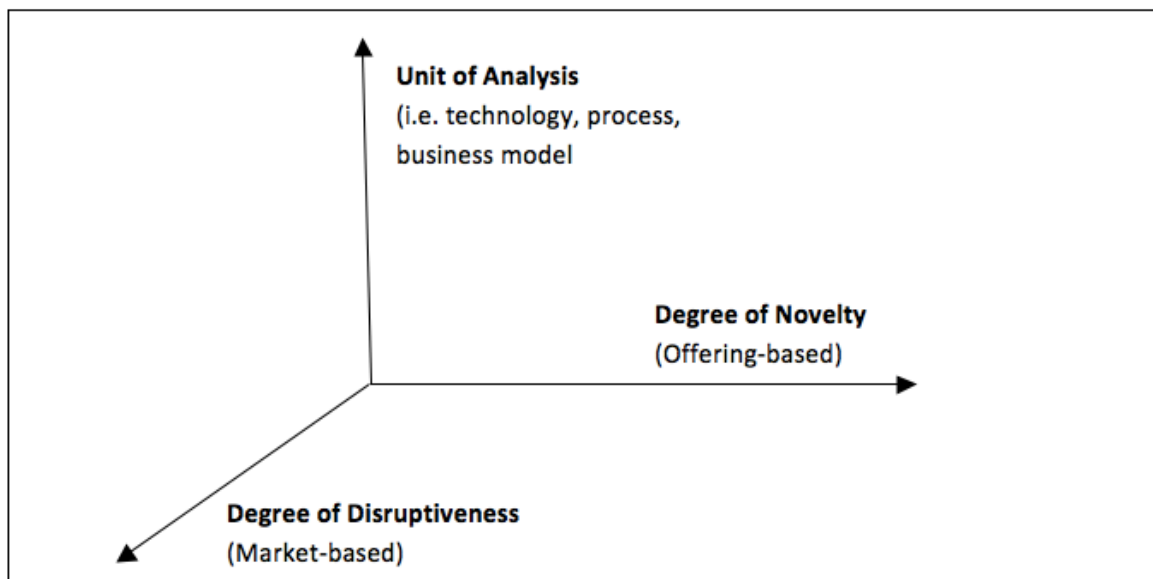 Unit of Analysis
(i.e. technology, process,
business model
Degree of Novelty
(Offering-based)
Degree of Disruptiveness
(Market-based)